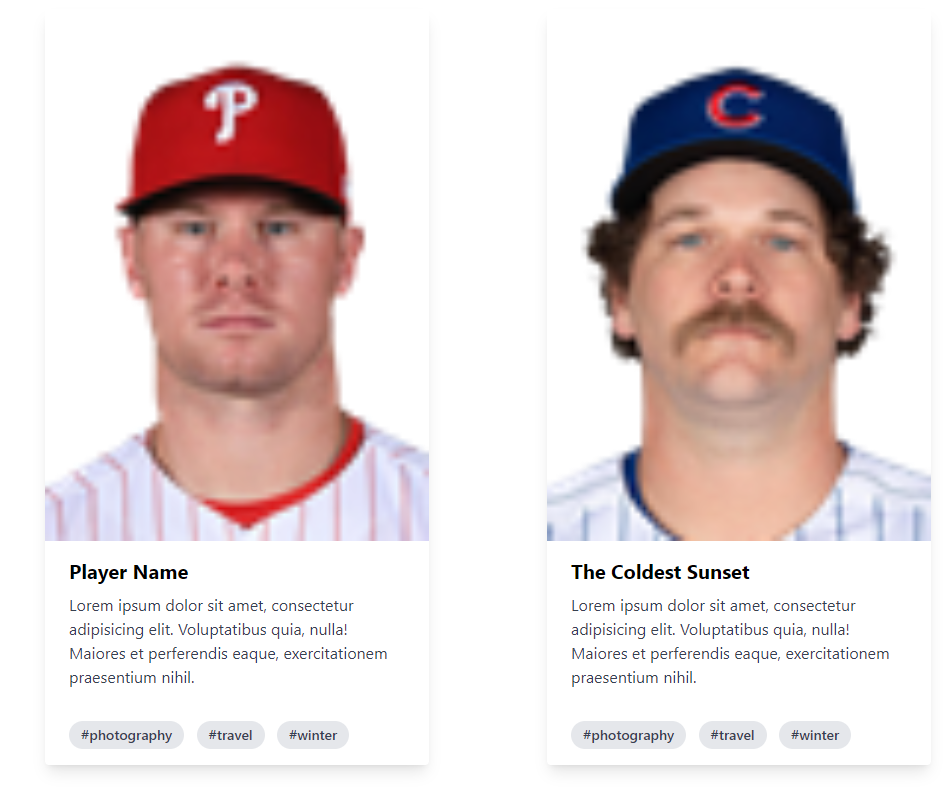 P
C
Player Name
Lorem ipsum dolor sit amet, consectetur
adipisicing elit. Voluptatibus quia, nulla!
Maiores et perferendis eaque, exercitationem
praesentium nihil.
#photography #travel #winter
The Coldest Sunset
Lorem ipsum dolor sit amet, consectetur
adipisicing elit. Voluptatibus quia, nulla!
Maiores et perferendis eaque, exercitationem
praesentium nihil.
#photography #travel #winter